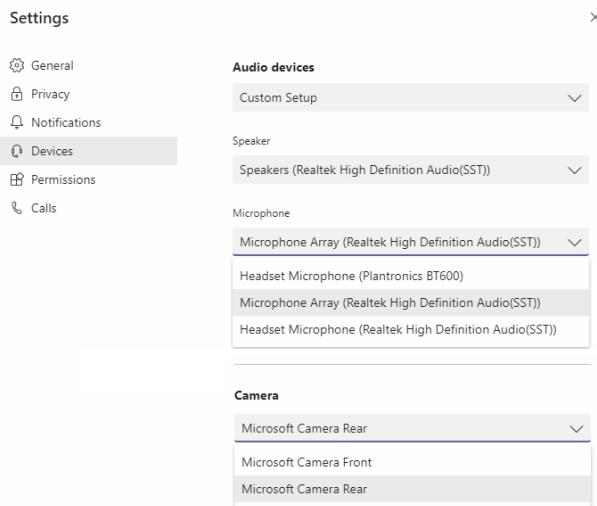 Settings
General
Privacy
Notifications
Devices
Permissions
Calls
Audio devices
Custom Setup
Speaker
Speakers (Realtek High Definition Audio(SST))
Microphone
Microphone Array (Realtek High Definition Audio(SST))
Headset Microphone (Plantronics BT600)
Microphone Array (Realtek High Definition Audio(SST))
Headset Microphone (Realtek High Definition Audio(SST))
Camera
Microsoft Camera Rear
Microsoft Camera Front
Microsoft Camera Rear